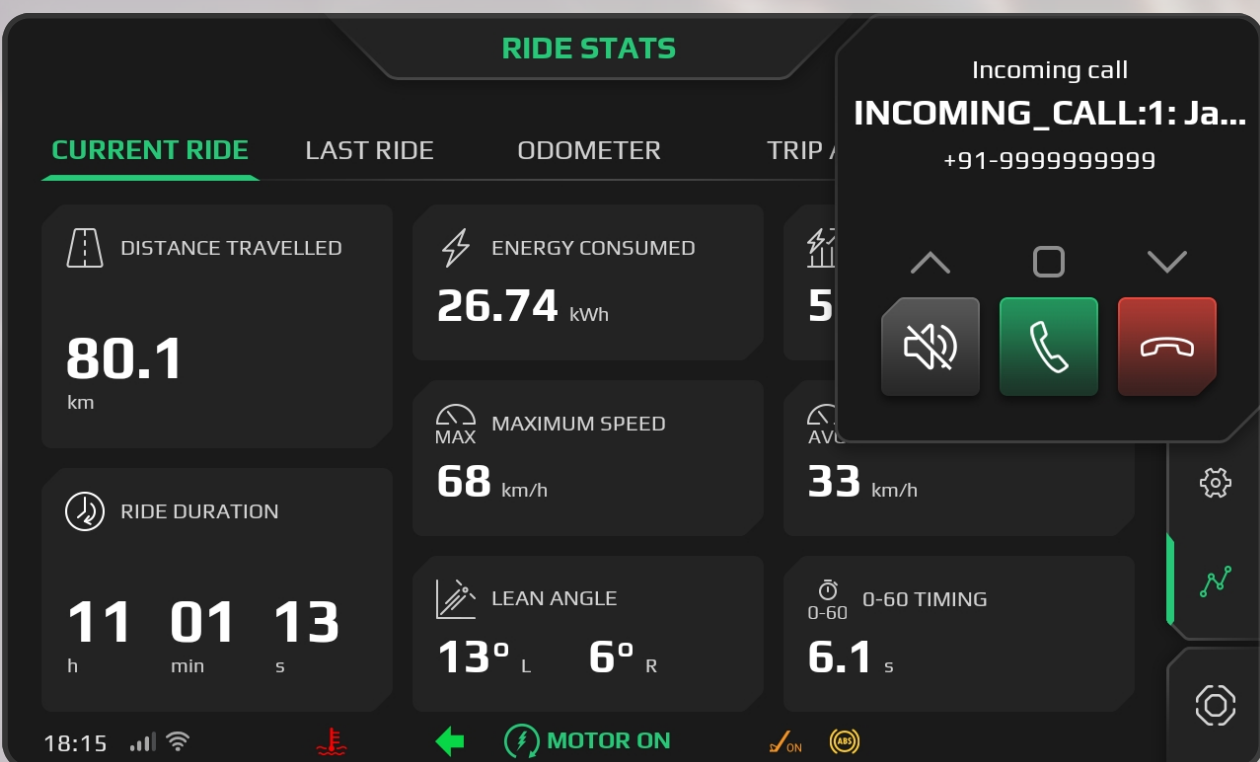 RIDE STATS
Incoming call
INCOMING_CALL:1: Ja...
+91-9999999999
CURRENT RIDE
LAST RIDE
ODOMETER
TRIP
DISTANCE TRAVELLED
80.1
km
ENERGY CONSUMED
26.74 kWh
5
MAX
MAXIMUM SPEED
68 km/h
33 km/h
RIDE DURATION
11 01 13
h min s
LEAN ANGLE
13° L 6° R
0-60
0-60 TIMING
6.1 s
18:15
MOTOR ON
ON
ABS